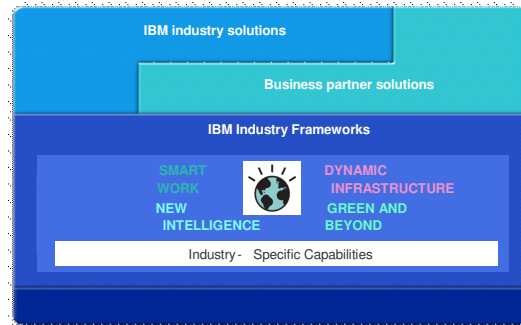 IBM industry solutions
Business partner solutions
IBM Industry Frameworks
SMART
WORK
DYNAMIC
INFRASTRUCTURE
NEW
INTELLIGENCE
GREEN AND
BEYOND
Industry - Specific Capabilities